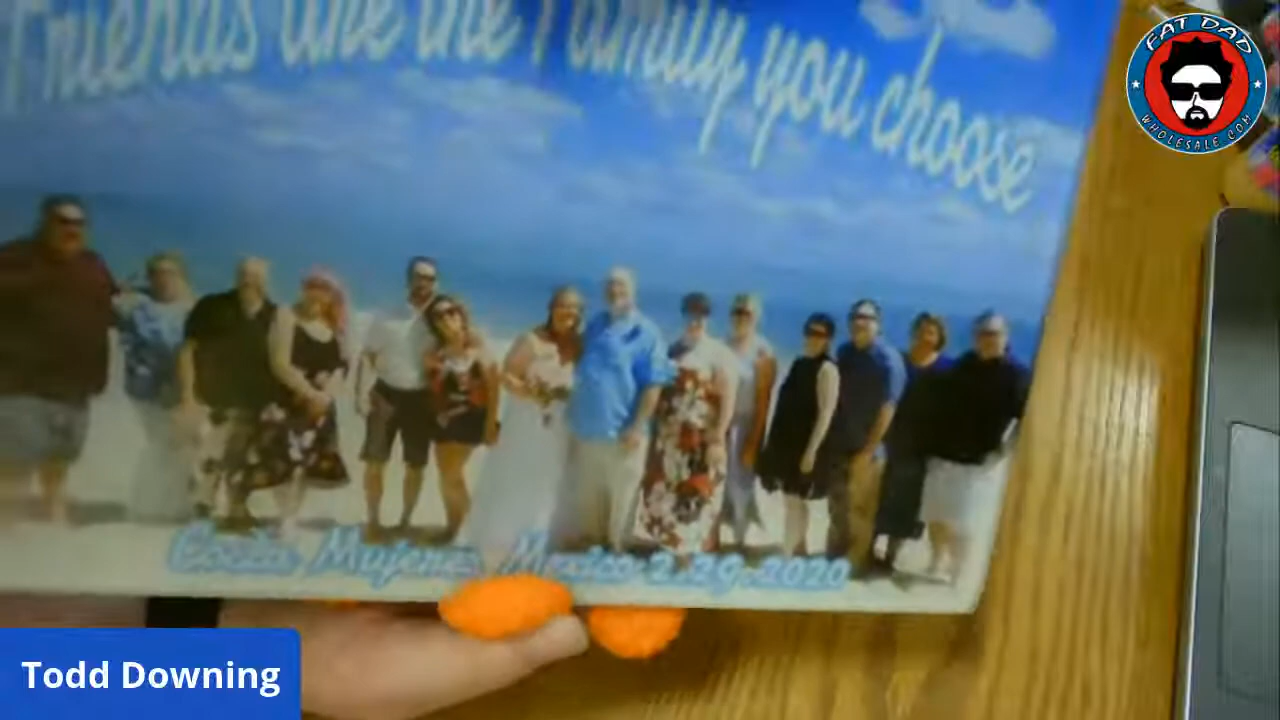 Friends are the Family you choose
FAT DAD
WHOLESALE.COM
Costa Mujeres, Mexico 2.29.2020
Todd Downing